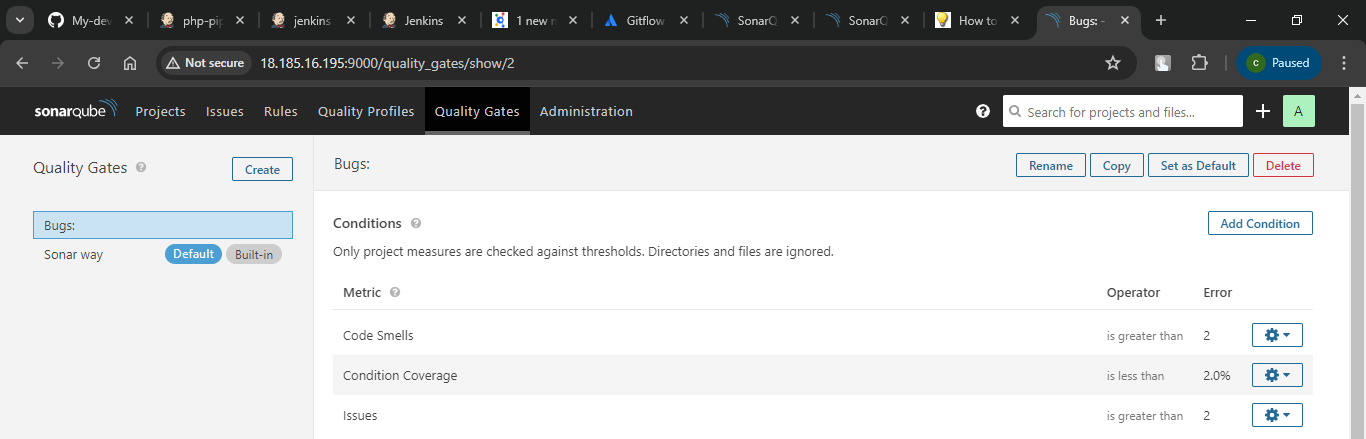 My-dev
php-pip
jenkins
Jenkins
1 new n
Gitflow
SonarQ
SonarQ
How to
Bugs: -
Not secure
18.185.16.195:9000/quality_gates/show/2
c
Paused
sonarqube
Projects
Issues
Rules
Quality Profiles
Quality Gates
Administration
?
Search for projects and files...
A
Quality Gates ?
Create
Bugs:
Rename
Copy
Set as Default
Delete
Bugs:
Sonar way
Default
Built-in
Conditions ?
Add Condition
Only project measures are checked against thresholds. Directories and files are ignored.
Metric ? Operator Error
Code Smells is greater than 2
Condition Coverage is less than 2.0%
Issues is greater than 2